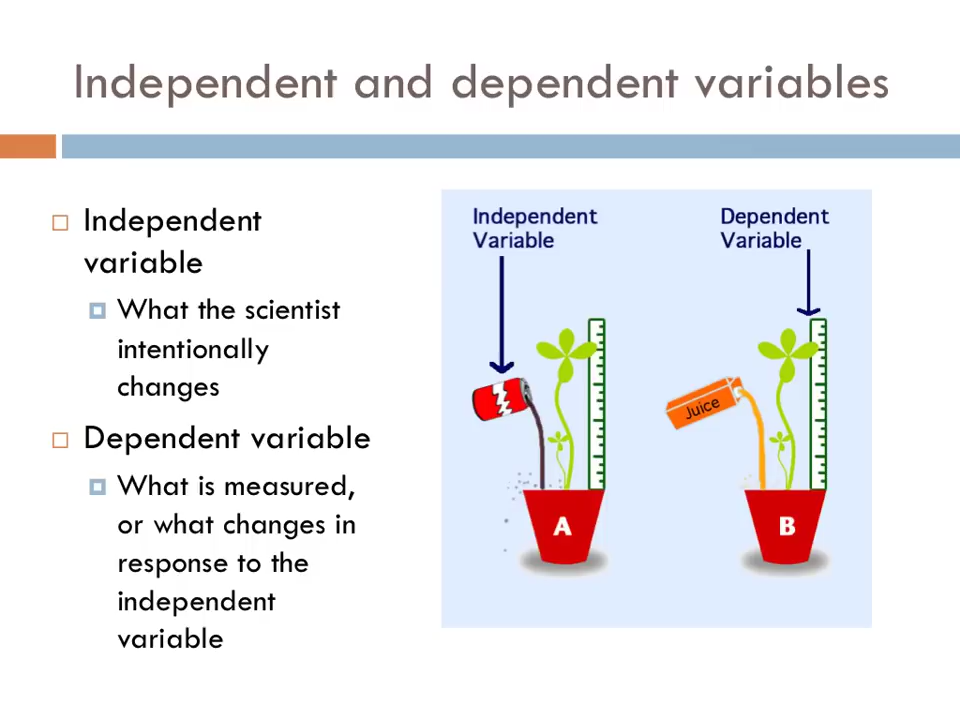 Independent and dependent variables
Independent
variable
What the scientist
intentionally
changes
Dependent variable
What is measured,
or what changes in
response to the
independent
variable
Independent
Variable
Dependent
Variable
Juice
A
B